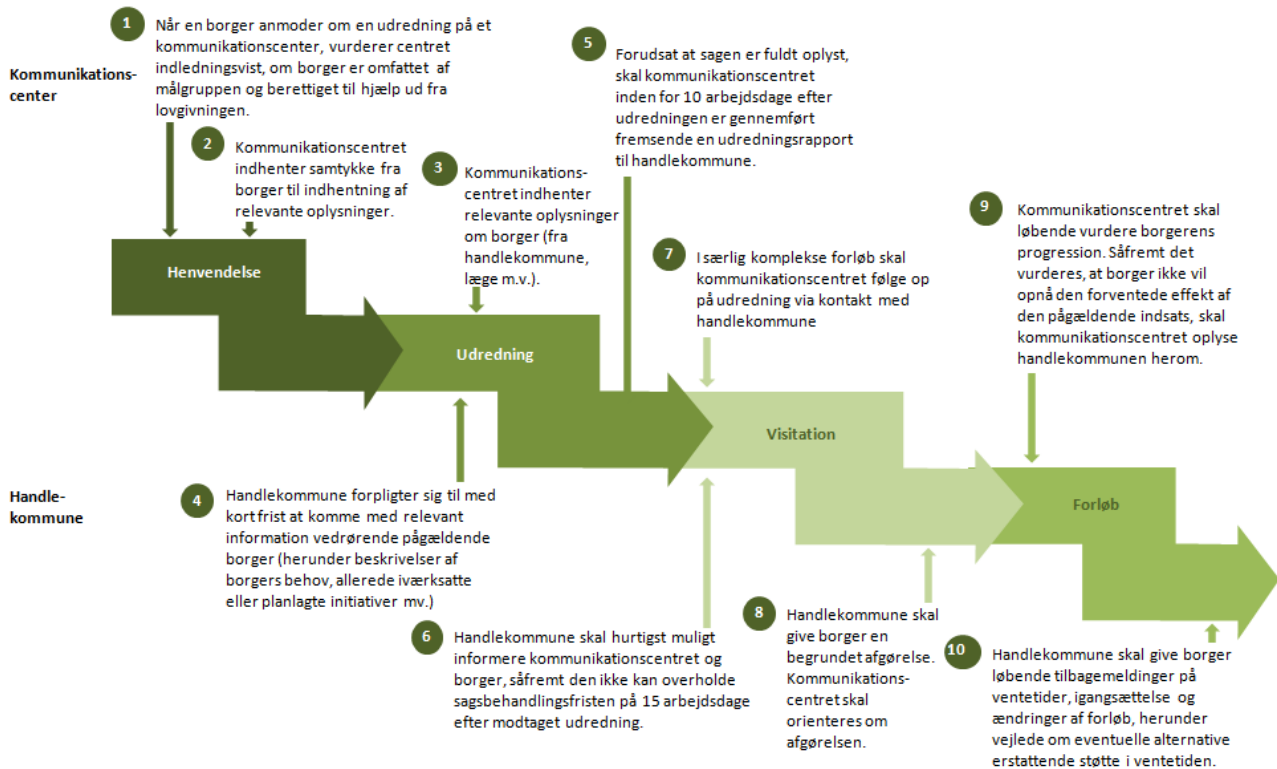 Kommunikations-
center
1
Når en borger anmoder om en udredning på et
kommunikationscenter, vurderer centret
indledningsvist, om borger er omfattet af
målgruppen og berettiget til hjælp ud fra
lovgivningen.
2
Kommunikationscentret
indhenter samtykke fra
borger til indhentning af
relevante oplysninger.
3
Kommunikations-
centret indhenter
relevante oplysninger
om borger (fra
handlekommune,
læge m.v.).
5
Forudsat at sagen er fuldt oplyst,
skal kommunikationscentret
inden for 10 arbejdsdage efter
udredningen er gennemført
fremsende en udredningsrapport
til handlekommune.
7
I særlig komplekse forløb skal
kommunikationscentret følge op
på udredning via kontakt med
handlekommune
9
Kommunikationscentret skal
løbende vurdere borgerens
progression. Såfremt det
vurderes, at borger ikke vil
opnå den forventede effekt af
den pågældende indsats, skal
kommunikationscentret oplyse
handlekommunen herom.
Henvendelse
Udredning
Visitation
Forløb
Handle-
kommune
4
Handlekommune forpligter sig til med
kort frist at komme med relevant
information vedrørende pågældende
borger (herunder beskrivelser af
borgers behov, allerede iværksatte
eller planlagte initiativer mv.)
6
Handlekommune skal hurtigst muligt
informere kommunikationscentret og
borger, såfremt den ikke kan overholde
sagsbehandlingsfristen på 15 arbejdsdage
efter modtaget udredning.
8
Handlekommune skal
give borger en
begrundet afgørelse.
Kommunikations-
centret skal
orienteres om
afgørelsen.
10
Handlekommune skal give borger
løbende tilbagemeldinger på
ventetider, igangsættelse og
ændringer af forløb, herunder
vejlede om eventuelle alternative
erstattende støtte i ventetiden.